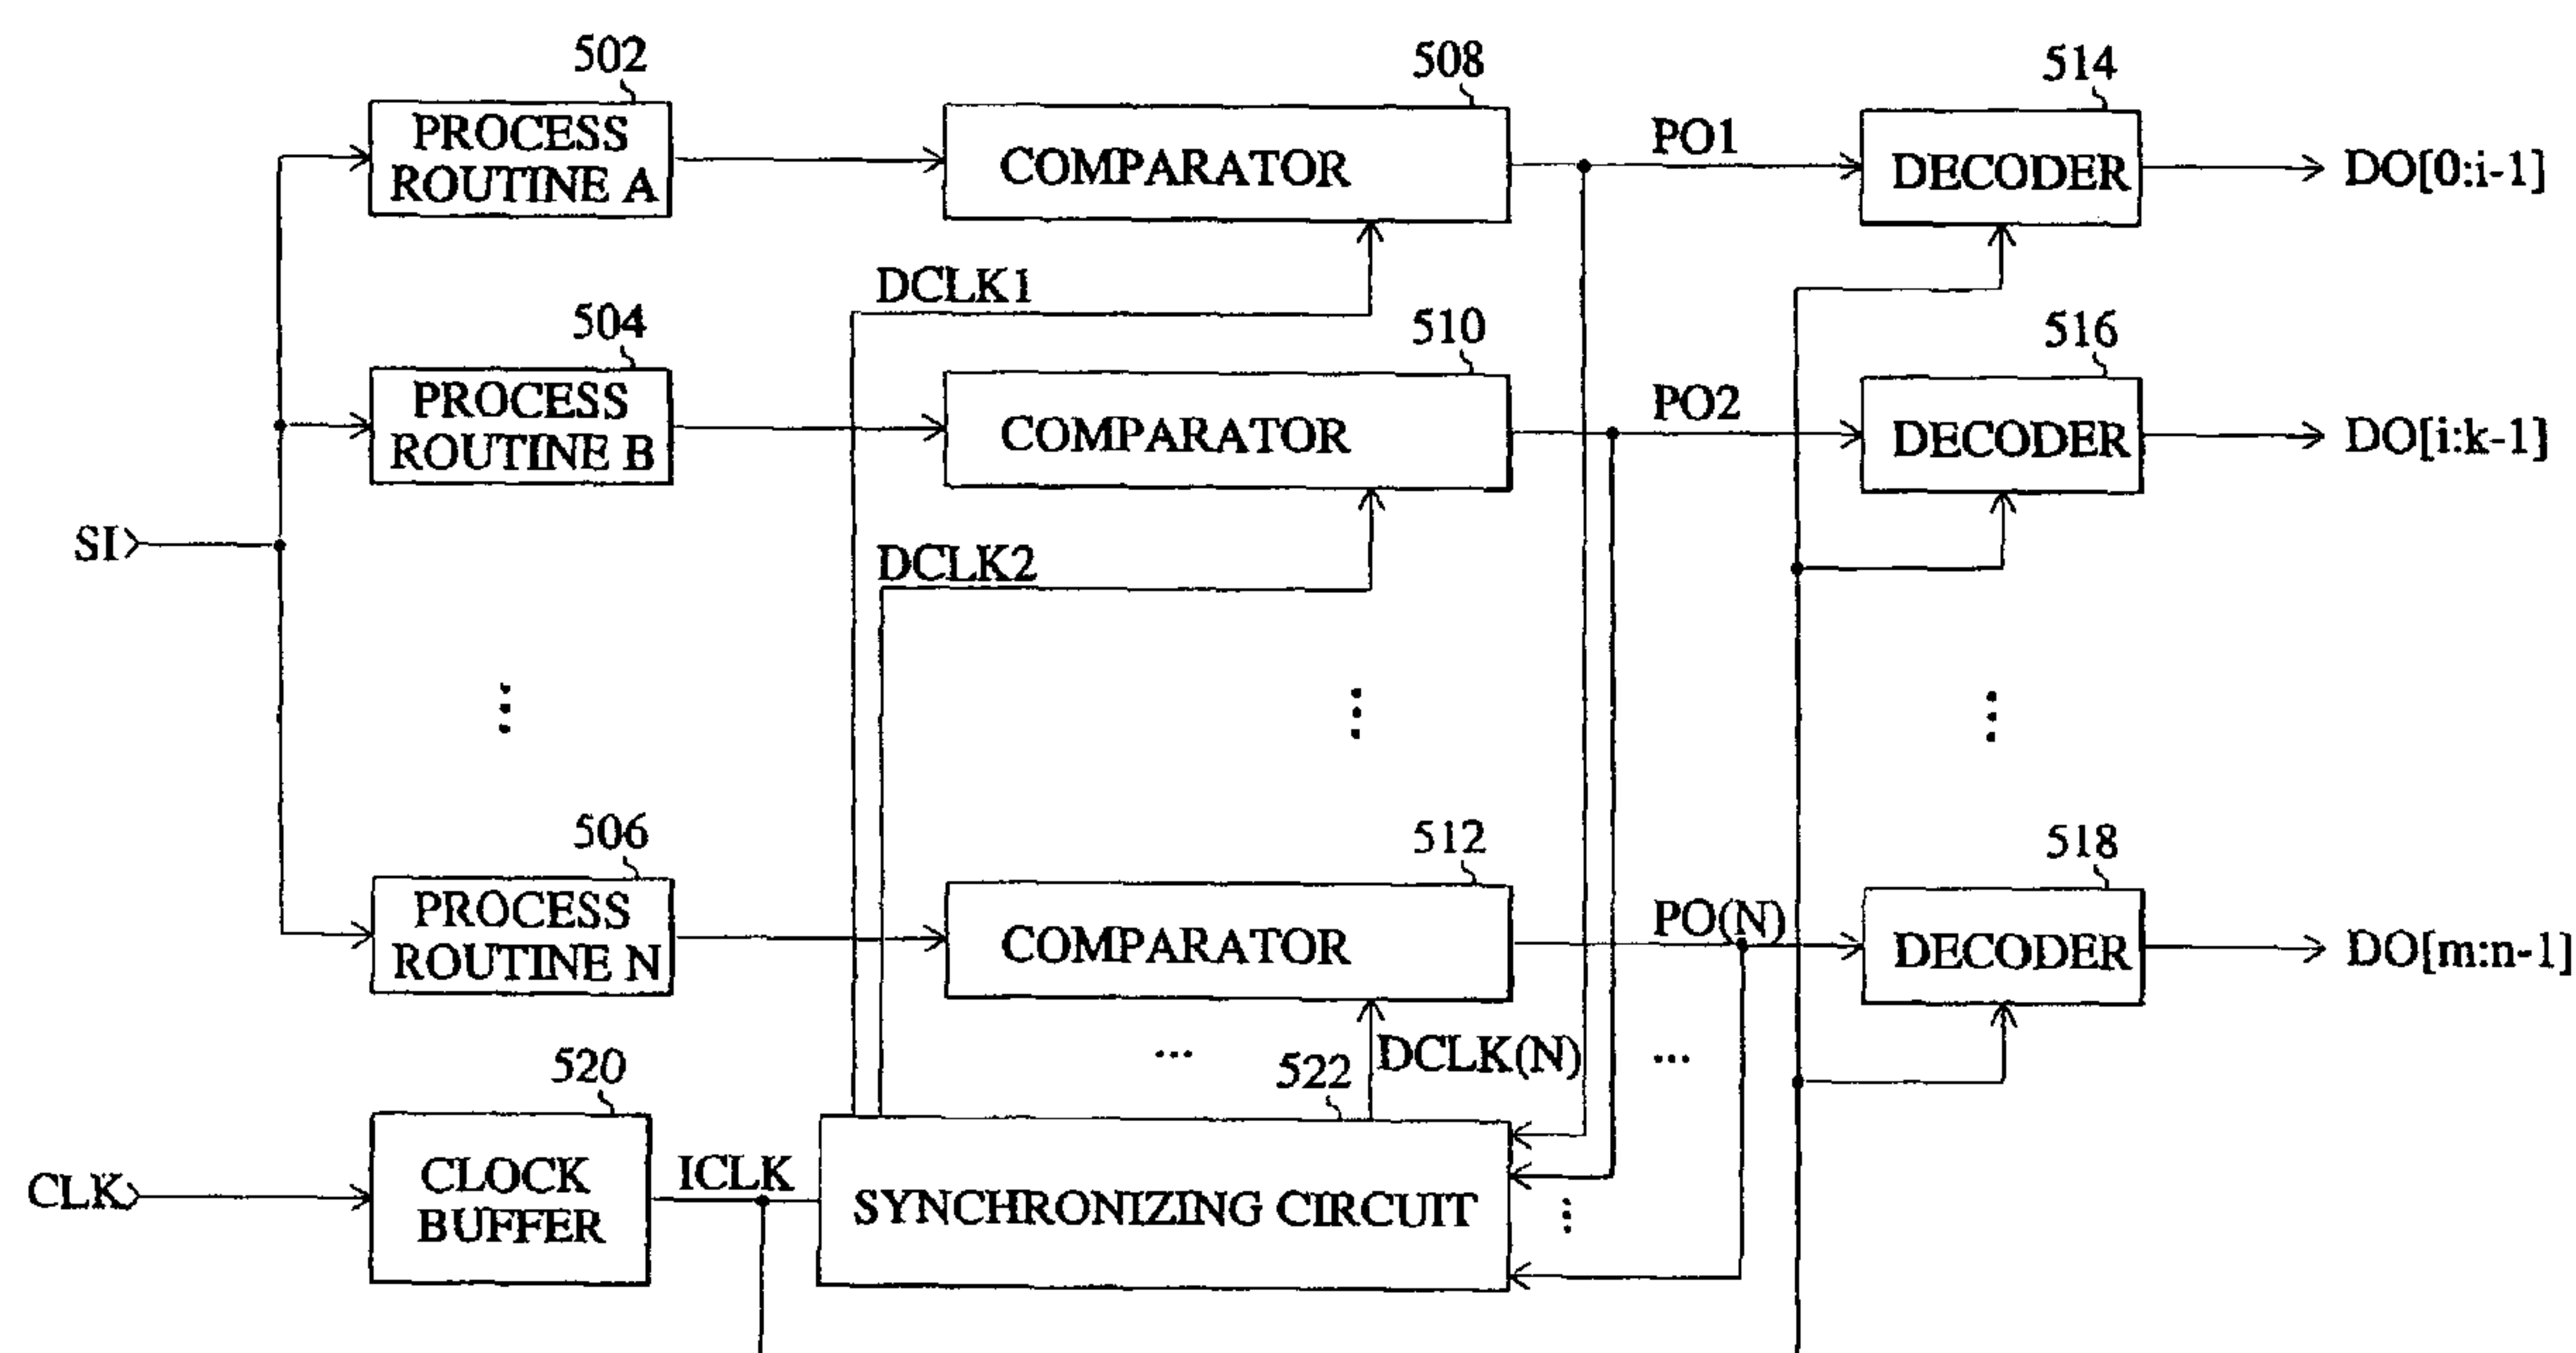 502
508
514
PROCESS
ROUTINE A
COMPARATOR
PO1
DECODER
DO[0:i-1]
DCLK1
504
510
516
PROCESS
ROUTINE B
COMPARATOR
PO2
DECODER
DO[i:k-1]
SI
DCLK2
506
512
518
PROCESS
ROUTINE N
COMPARATOR
PO(N)
DECODER
DO[m:n-1]
...
DCLK(N)
...
520
522
CLK
CLOCK
BUFFER
ICLK
SYNCHRONIZING CIRCUIT